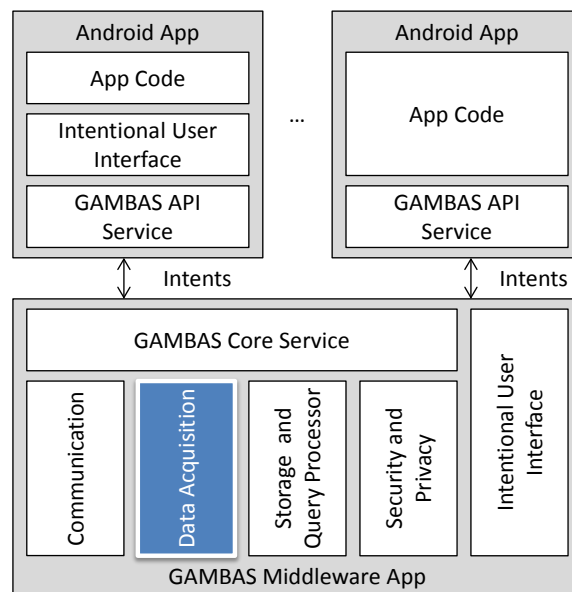 Android App
App Code
Intentional User
Interface
GAMBAS API
Service
...
Android App
App Code
GAMBAS API
Service
Intents
Intents
GAMBAS Core Service
Communication
Data Acquisition
Storage and
Query Processor
Security and
Privacy
Intentional User
Interface
GAMBAS Middleware App